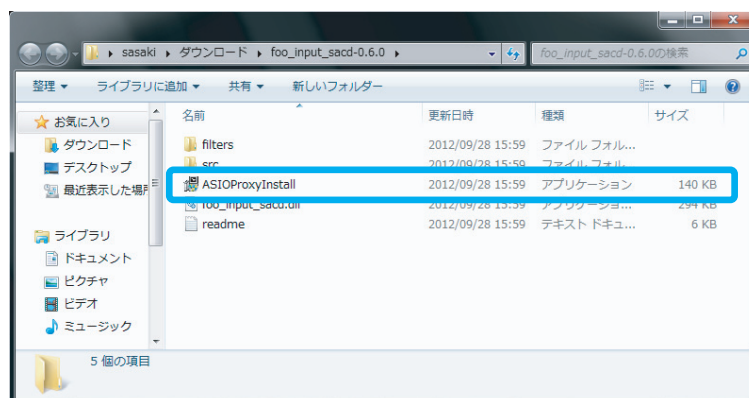 sasaki ▸ ダウンロード ▸ foo_input_sacd-0.6.0 ▸
foo_input_sacd-0.6.0の検索
整理 ライブラリに追加 共有 新しいフォルダー
お気に入り
ダウンロード
デスクトップ
最近表示した場所
ライブラリ
ドキュメント
ピクチャ
ビデオ
ミュージック
名前 更新日時 種類 サイズ
filters 2012/09/28 15:59 ファイル フォル...
src 2012/09/28 15:59 ファイル フォル...
ASIOProxyInstall 2012/09/28 15:59 アプリケーション 140 KB
foo_input_sacd.dll 2012/09/28 15:59 アプリケーショ... 294 KB
readme 2012/09/28 15:59 テキスト ドキュ... 6 KB
5 個の項目